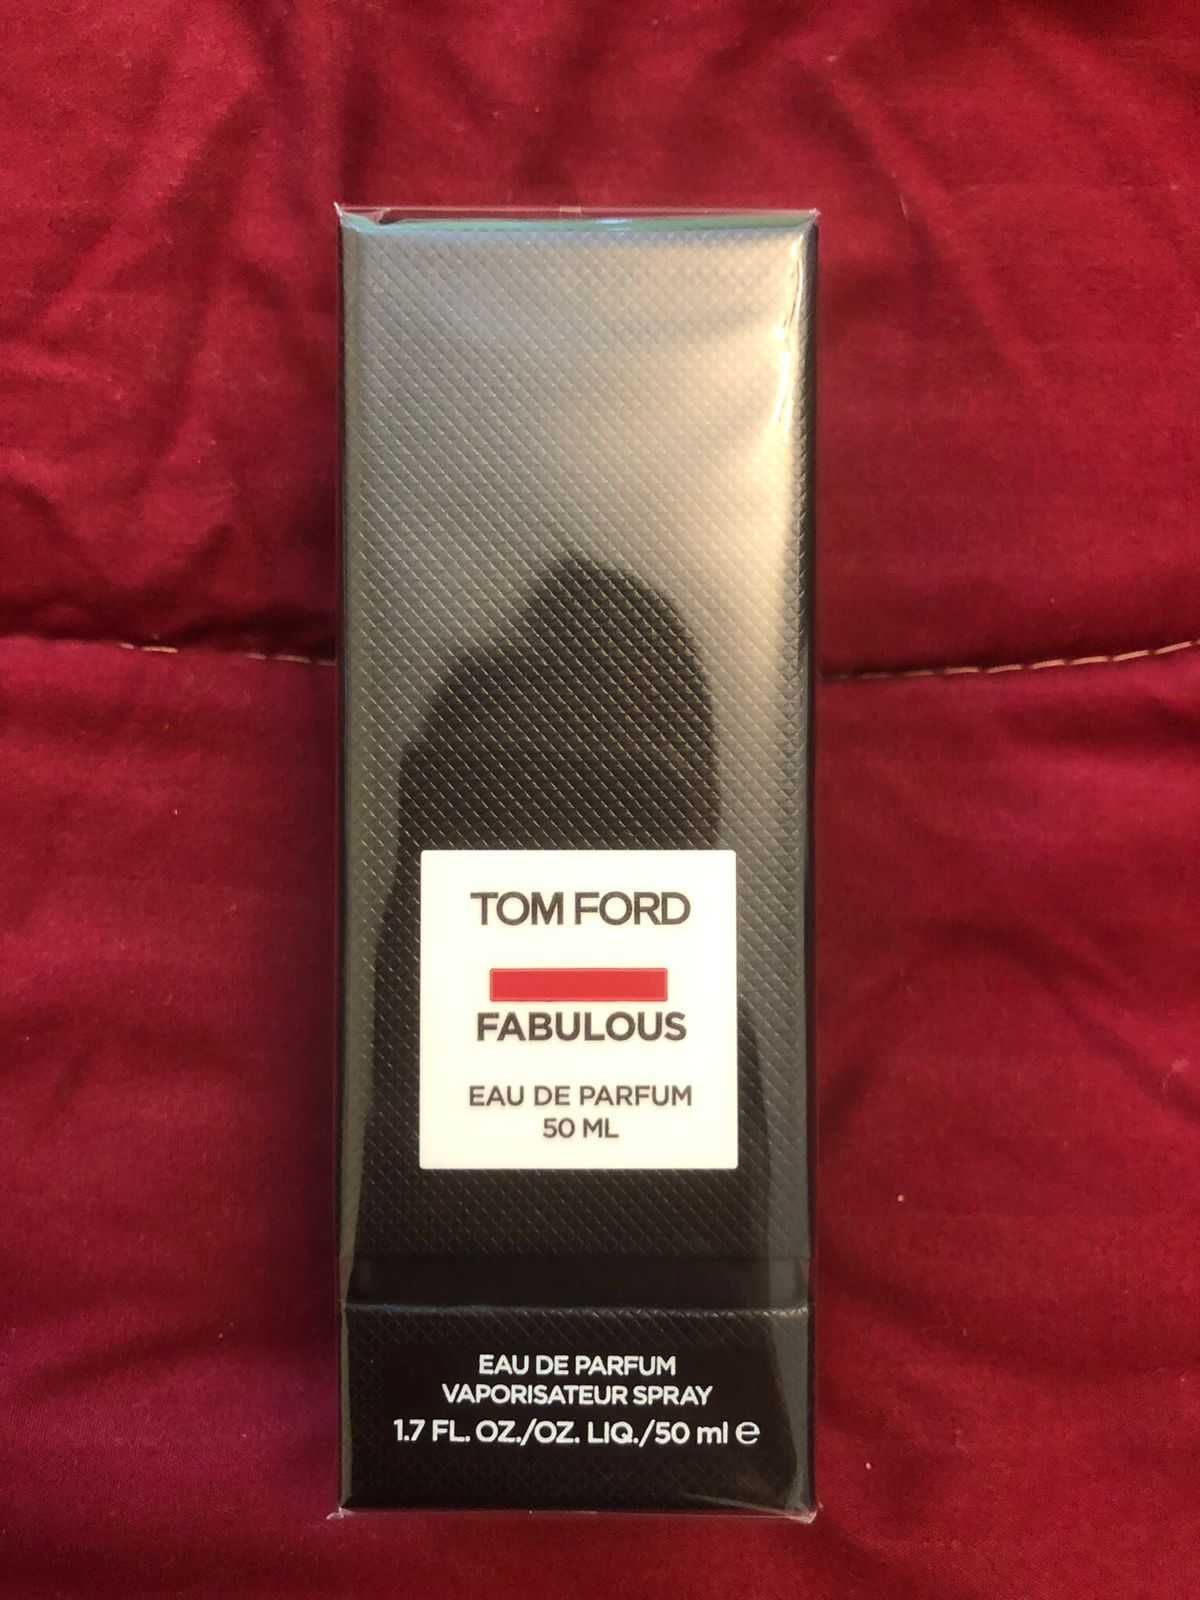 TOM FORD
FABULOUS
EAU DE PARFUM
50 ML
EAU DE PARFUM
VAPORISATEUR SPRAY
1.7 FL. OZ./OZ. LIQ./50 ml ℮